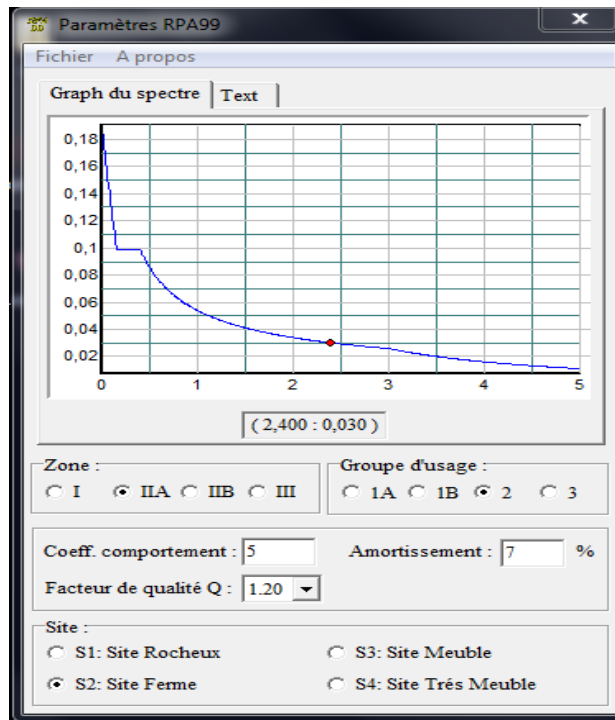 Paramètres RPA99
x
Fichier A propos
Graph du spectre Text
0,18
0,16
0,14
0,12
0,1
0,08
0,06
0,04
0,02
0 1 2 3 4 5
( 2,400 : 0,030 )
Zone :
I IIA IIB III
Groupe d'usage :
1A 1B 2 3
Coeff. comportement : 5 Amortissement : 7 %
Facteur de qualité Q : 1.20
Site :
S1: Site Rocheux S3: Site Meuble
S2: Site Ferme S4: Site Trés Meuble